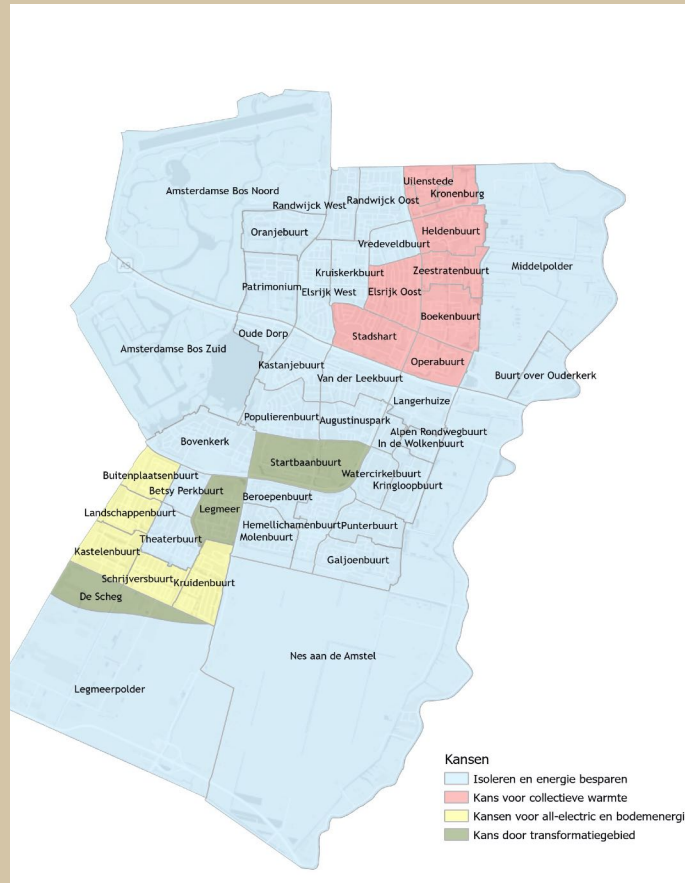 Uilenstede
Kronenburg
Amsterdamse Bos Noord
Randwijck Oost
Randwijck West
Heldenbuurt
Oranjebuurt
Vredeveldbuurt
Middelpolder
Kruiskerkbuurt
Zeestratenbuurt
A9
Patrimonium
Elsrijk West
Elsrijk Oost
Boekenbuurt
Oude Dorp
Stadshart
Amsterdamse Bos Zuid
Operabuurt
Kastanjebuurt
Van der Leekbuurt
Buurt over Ouderkerk
Langerhuize
Populierenbuurt
Augustinuspark
Alpen Rondwegbuurt
Bovenkerk
In de Wolkenbuurt
Startbaanbuurt
Buitenplaatsenbuurt
Watercirkelbuurt
Kringloopbuurt
Betsy Perkbuurt
Beroepenbuurt
Landschappenbuurt
Legmeer
Hemellichamenbuurt
Punterbuurt
Theaterbuurt
Molenbuurt
Kastelenbuurt
Galjoenbuurt
Schrijversbuurt
Kruidenbuurt
De Scheg
Nes aan de Amstel
Legmeerpolder
Kansen
Isoleren en energie besparen
Kans voor collectieve warmte
Kansen voor all-electric en bodemenergi
Kans door transformatiegebied